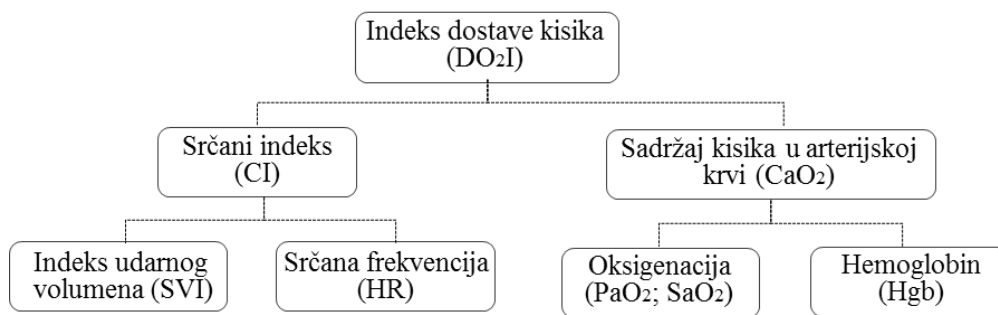 Indeks dostave kisika
(DO₂I)
Srčani indeks
(CI)
Sadržaj kisika u arterijskoj
krvi (CaO₂)
Indeks udarnog
volumena (SVI)
Srčana frekvencija
(HR)
Oksigenacija
(PaO₂; SaO₂)
Hemoglobin
(Hgb)